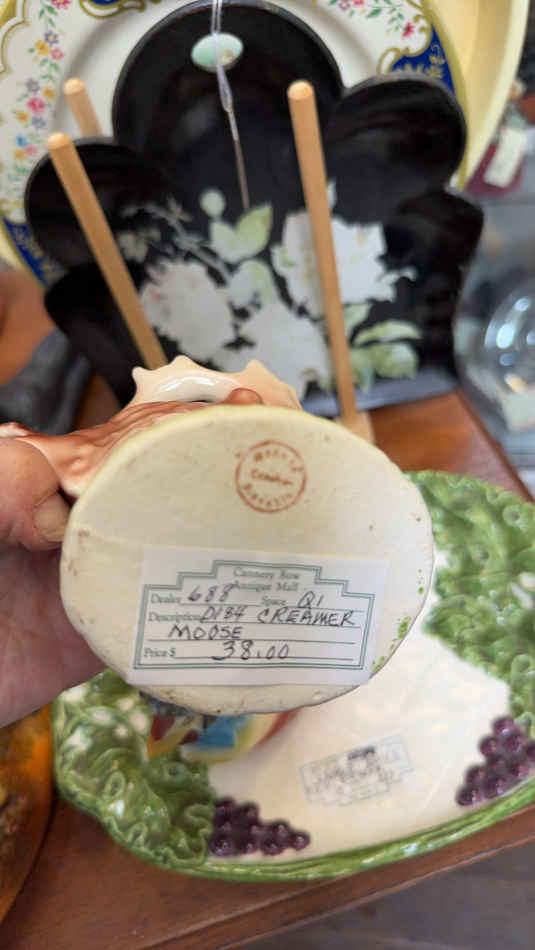 Cannery Row
Antique Mall
Dealer 688 Space Q1
Description D184 CREAMER
MOOSE
Price $ 38.00